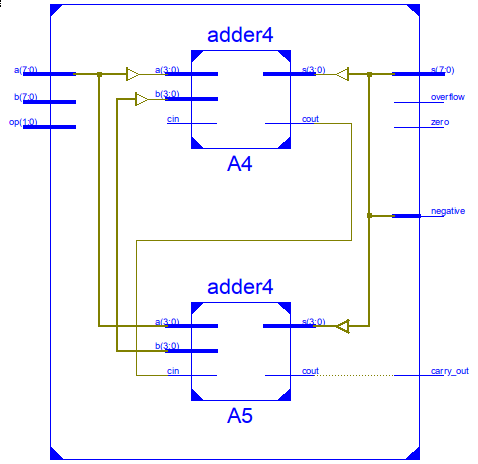 adder4
a(7:0) a(3:0) s(3:0) s(7:0)
b(7:0) b(3:0) overflow
op(1:0) cin cout zero
A4
negative
adder4
a(3:0) s(3:0)
b(3:0)
cin cout carry_out
A5